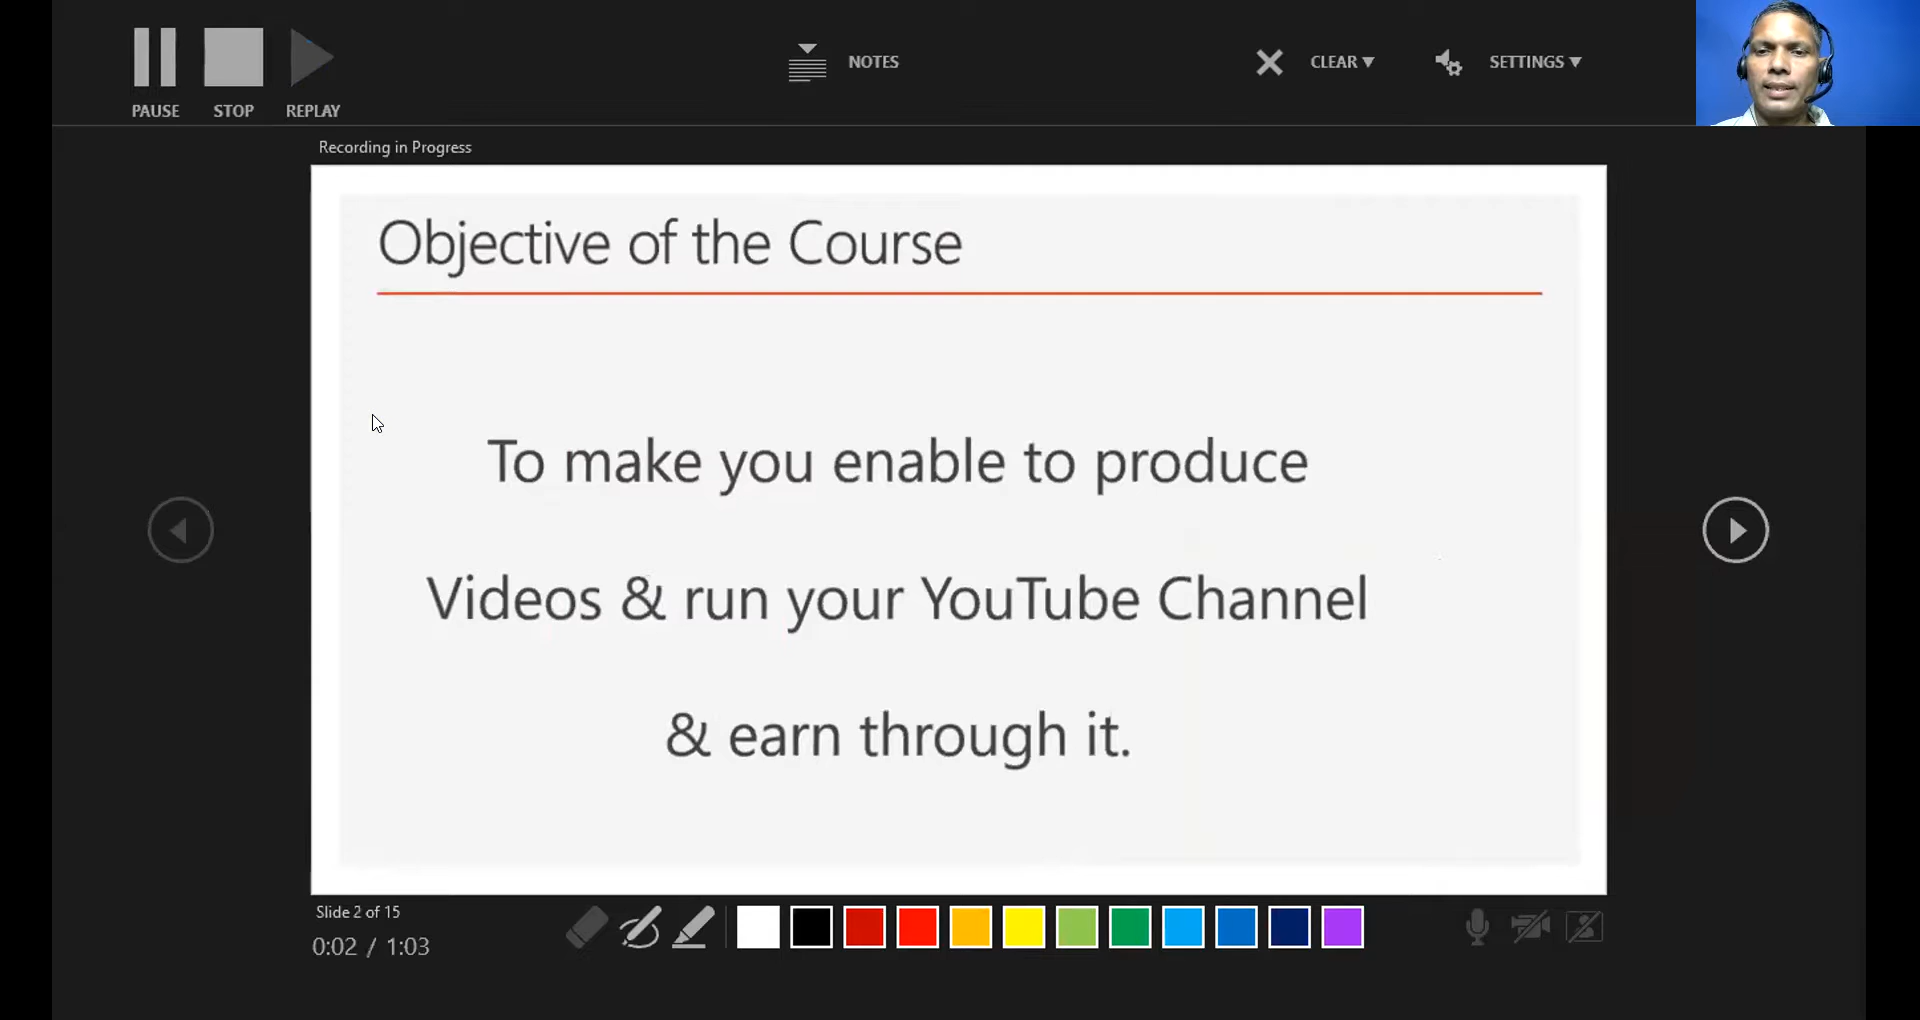 PAUSE
STOP
REPLAY
NOTES
CLEAR
SETTINGS
Recording in Progress
Objective of the Course
To make you enable to produce
Videos & run your YouTube Channel
& earn through it.
Slide 2 of 15
0:02 / 1:03